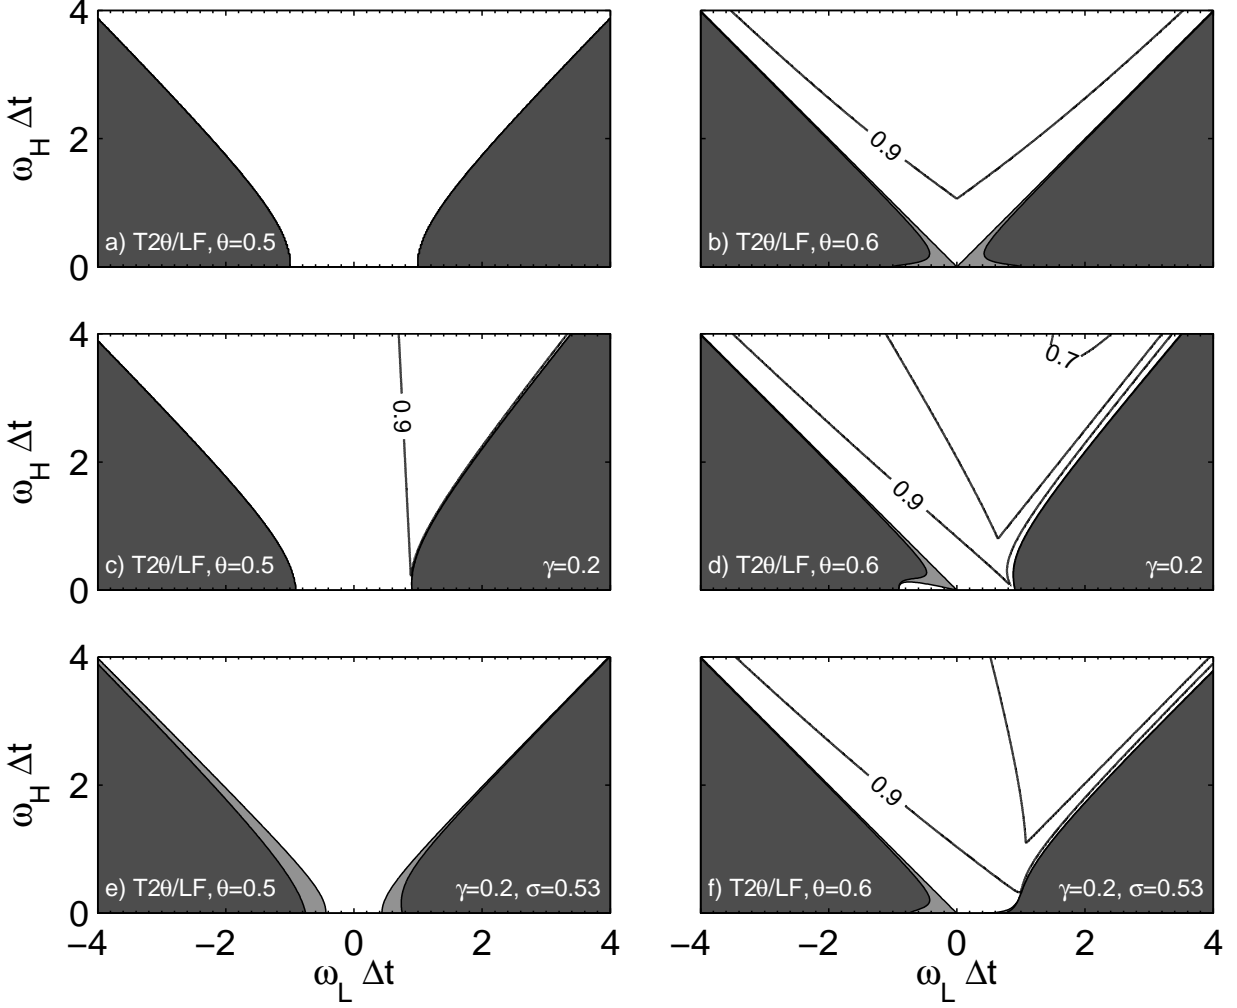 4
2
0
ω_H Δt
a) T2θ/LF, θ=0.5
0.9
b) T2θ/LF, θ=0.6
4
2
0
ω_H Δt
0.9
c) T2θ/LF, θ=0.5
γ=0.2
0.7
0.9
d) T2θ/LF, θ=0.6
γ=0.2
4
2
0
ω_H Δt
e) T2θ/LF, θ=0.5
γ=0.2, σ=0.53
0.9
f) T2θ/LF, θ=0.6
γ=0.2, σ=0.53
−4 −2 0 2 4
ω_L Δt
−4 −2 0 2 4
ω_L Δt